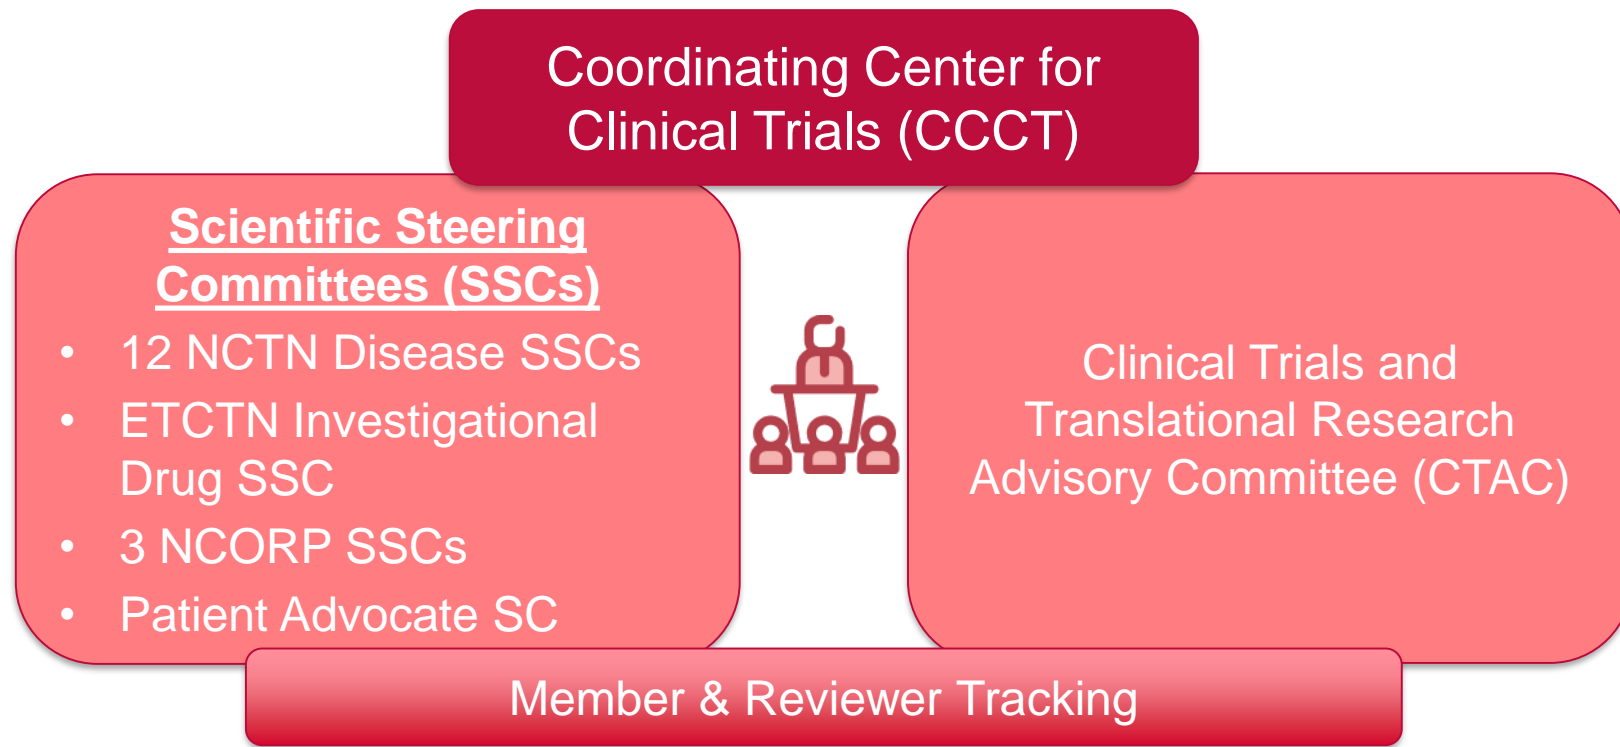 Coordinating Center for
Clinical Trials (CCCT)
Scientific Steering
Committees (SSCs)
• 12 NCTN Disease SSCs
• ETCTN Investigational
Drug SSC
• 3 NCORP SSCs
• Patient Advocate SC
Clinical Trials and
Translational Research
Advisory Committee (CTAC)
Member & Reviewer Tracking